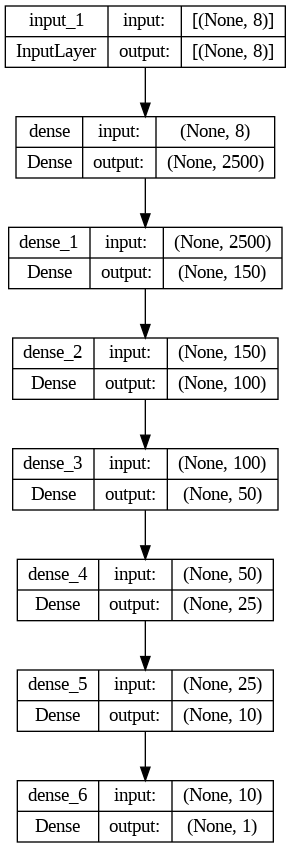 input_1 input: [(None, 8)]
InputLayer output: [(None, 8)]
dense input: (None, 8)
Dense output: (None, 2500)
dense_1 input: (None, 2500)
Dense output: (None, 150)
dense_2 input: (None, 150)
Dense output: (None, 100)
dense_3 input: (None, 100)
Dense output: (None, 50)
dense_4 input: (None, 50)
Dense output: (None, 25)
dense_5 input: (None, 25)
Dense output: (None, 10)
dense_6 input: (None, 10)
Dense output: (None, 1)